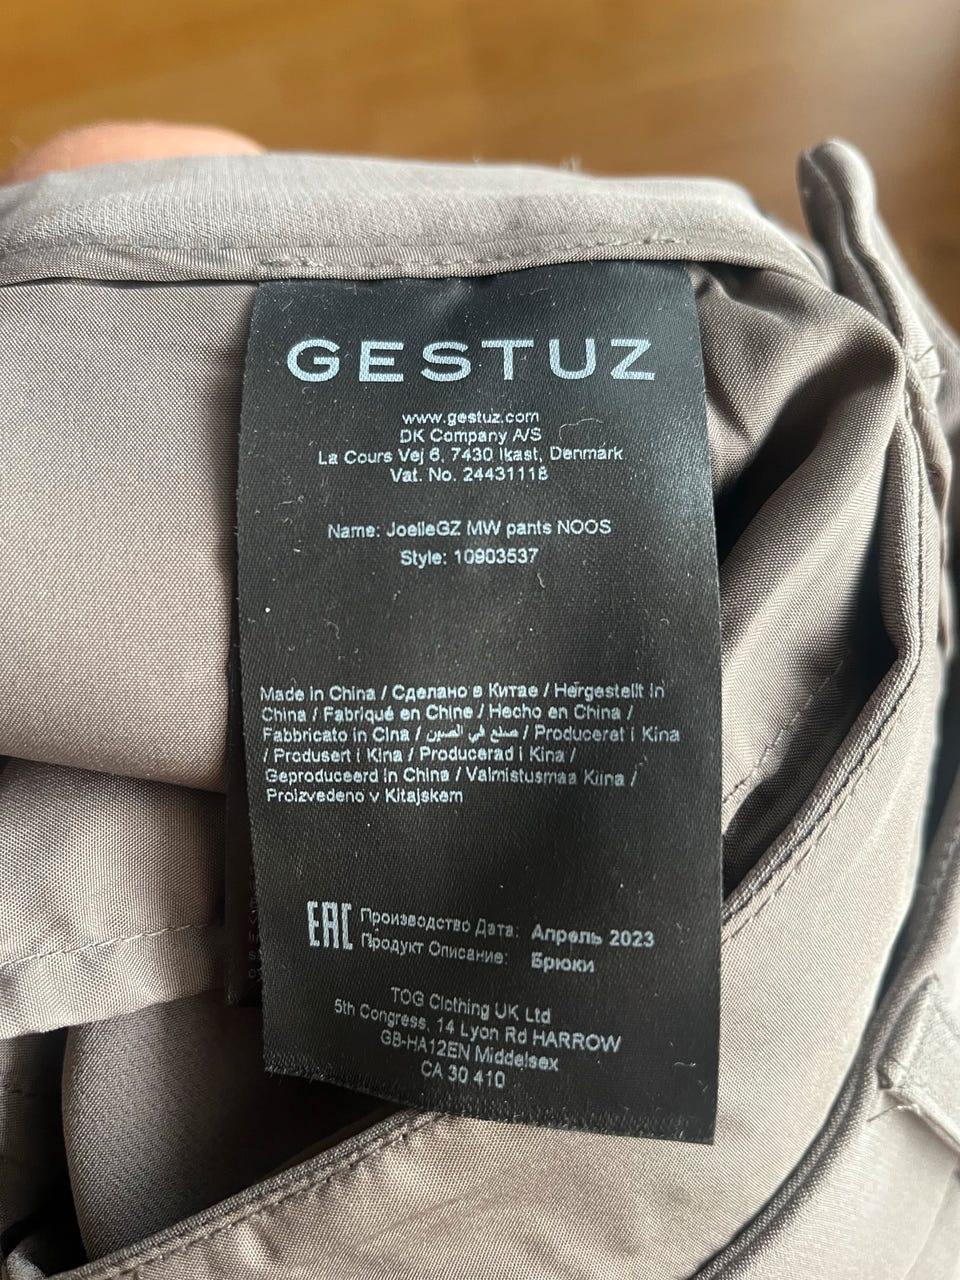 GESTUZ
www.gestuz.com
DK Company A/S
La Cours Vej 6, 7430 Ikast, Denmark
Vat. No. 24431118
Name: JoelleGZ MW pants NOOS
Style: 10903537
Made in China / Сделано в Китае / Hergestellt in
China / Fabriqué en Chine / Hecho en China /
Fabbricato in Cina / صنع في الصين / Produceret i Kina
/ Produsert i Kina / Producerad i Kina /
Geproduceerd in China / Valmistusmaa Kiina /
Proizvedeno v Kitajskem
EAC Производство Дата: Апрель 2023
Продукт Описание: Брюки
TOG Clothing UK Ltd
5th Congress, 14 Lyon Rd HARROW
GB-HA12EN Middelsex
CA 30 410